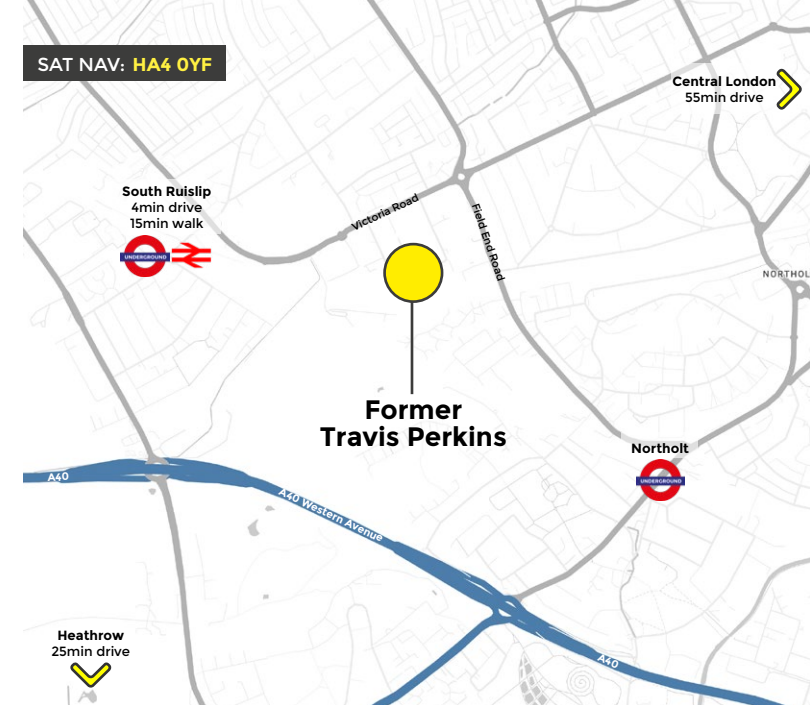 SAT NAV: HA4 0YF
Central London
55min drive
South Ruislip
4min drive
15min walk
UNDERGROUND
Victoria Road
Field End Road
NORTHOL
Former
Travis Perkins
Northolt
UNDERGROUND
A40
A40 Western Avenue
Heathrow
25min drive
A40